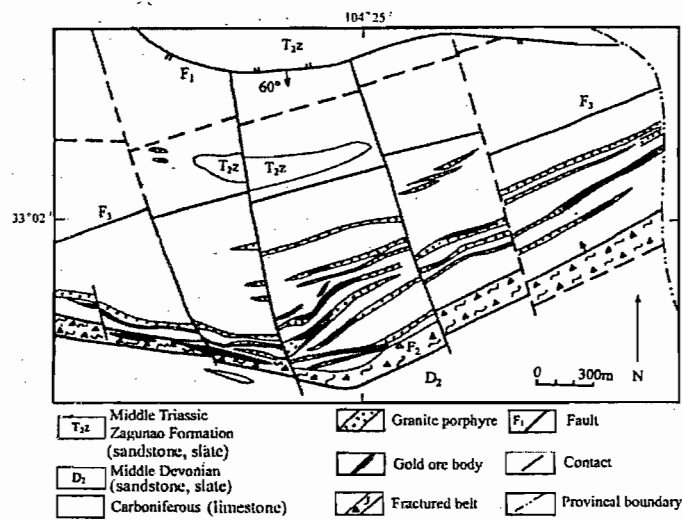 104°25'
T₂z
F₁
60°
F₃
T₂z T₂z
33°02'
F₃
F₂
D₂
0 300m N
T₂z Middle Triassic
Zagunao Formation
(sandstone, slate)
D₂ Middle Devonian
(sandstone, slate)
Carboniferous (limestone)
Granite porphyre
Gold ore body
Fractured belt
F₁ Fault
Contact
Provineal boundary